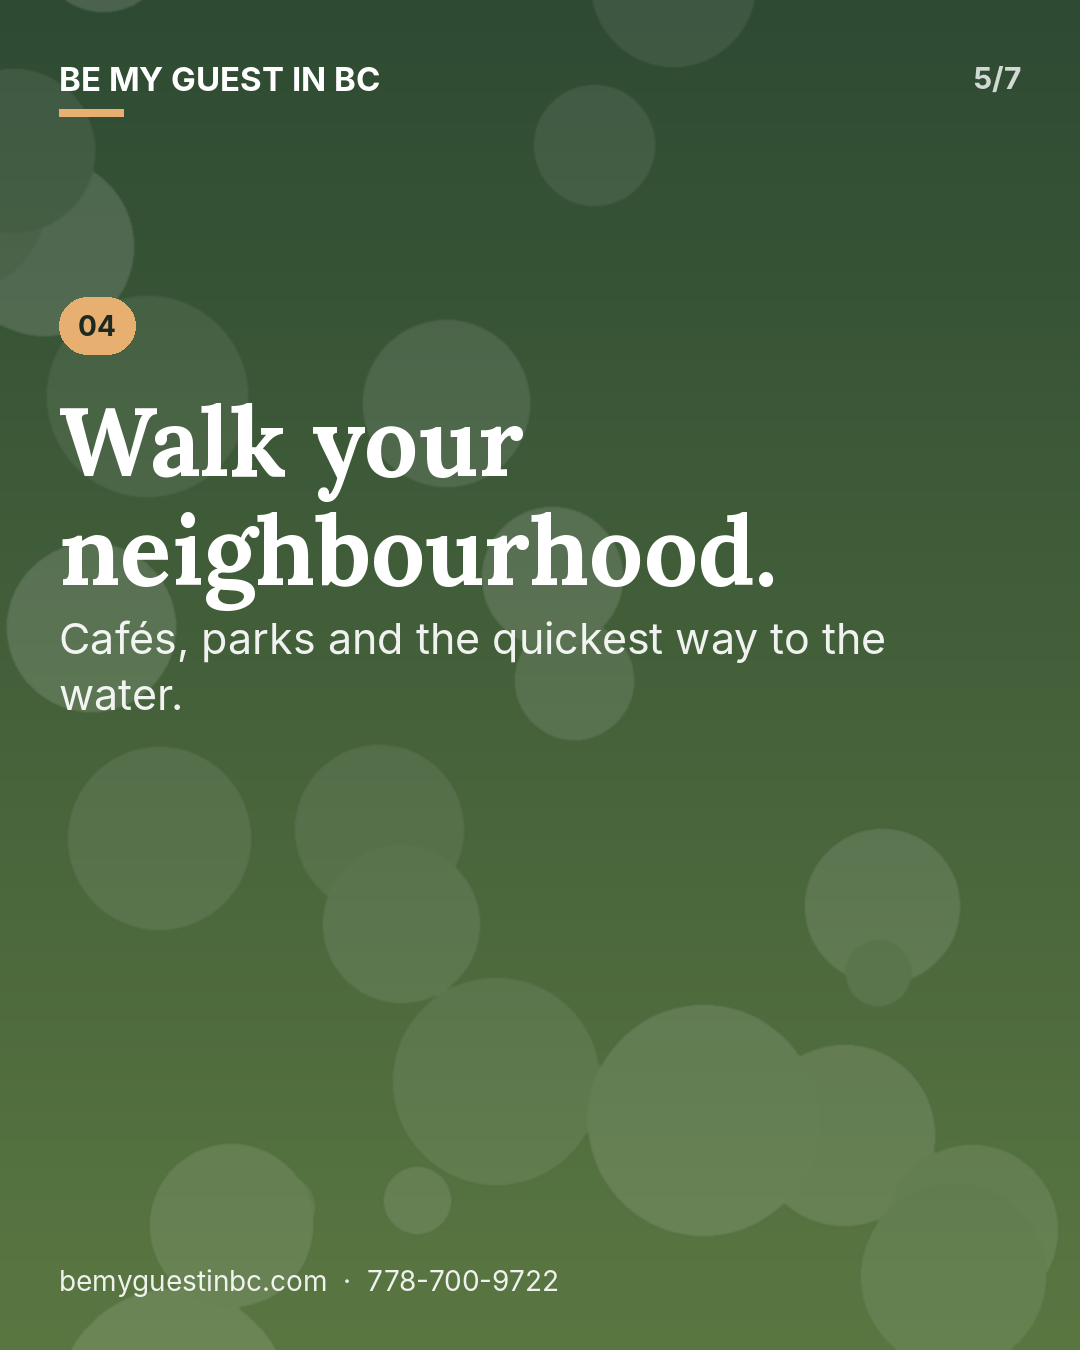 BE MY GUEST IN BC
5/7
04
Walk your
neighbourhood.
Cafés, parks and the quickest way to the
water.
bemyguestinbc.com · 778-700-9722